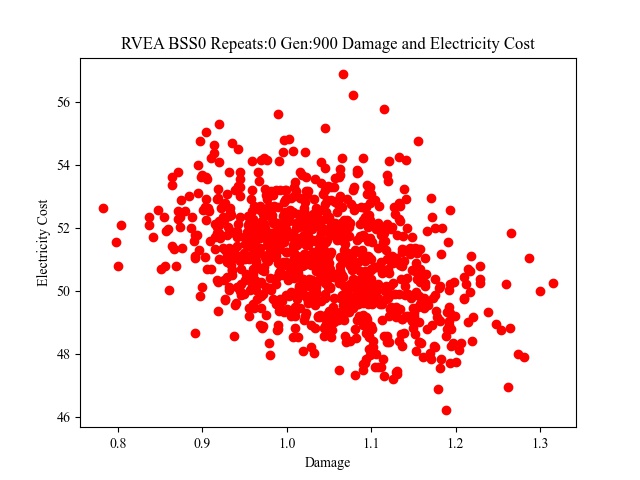 RVEA BSS0 Repeats:0 Gen:900 Damage and Electricity Cost
56
54
52
50
48
46
Electricity Cost
0.8 0.9 1.0 1.1 1.2 1.3
Damage